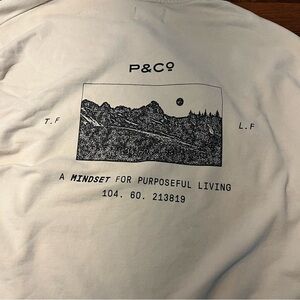 P&Cº
T.F
L.F
A MINDSET FOR PURPOSEFUL LIVING
104. 60. 213819